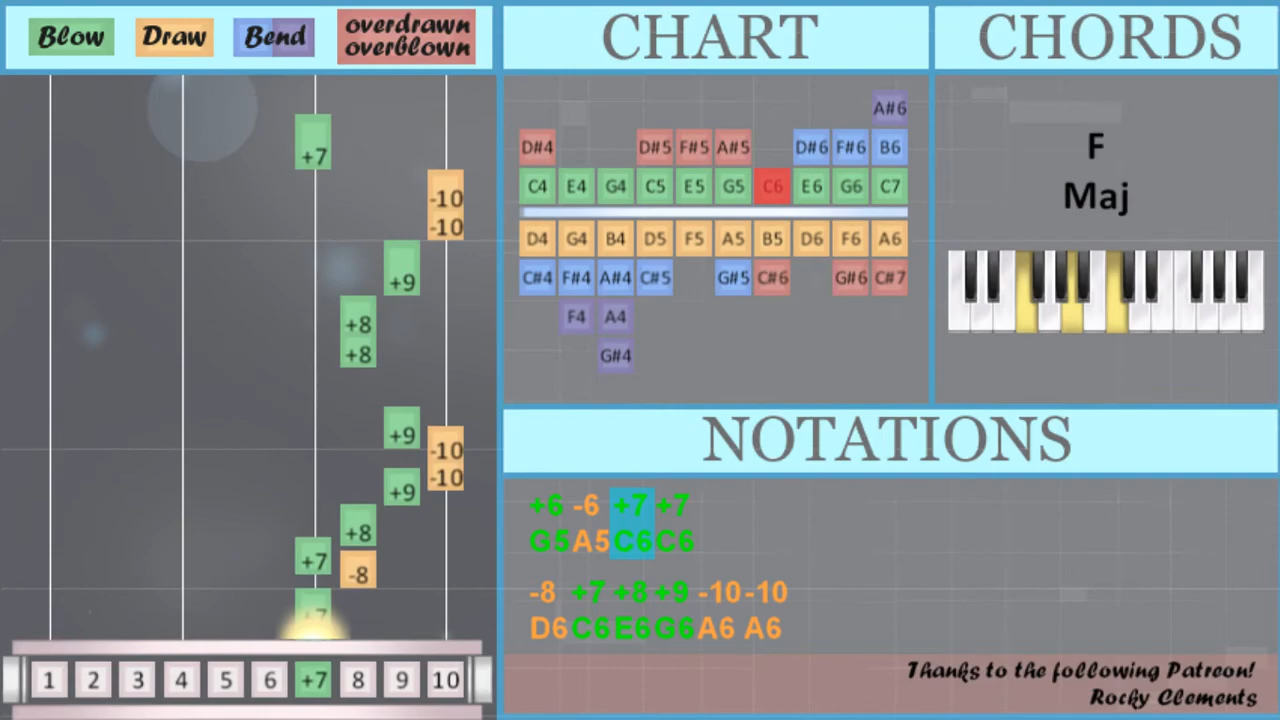 Blow Draw Bend overdrawn
overblown
CHART
CHORDS
+7
-10
-10
+9
+8
+8
+9
-10
-10
+9
+8
+7
-8
+7
1 2 3 4 5 6 +7 8 9 10
A#6
D#4 D#5 F#5 A#5 D#6 F#6 B6
C4 E4 G4 C5 E5 G5 C6 E6 G6 C7
D4 G4 B4 D5 F5 A5 B5 D6 F6 A6
C#4 F#4 A#4 C#5 G#5 C#6 G#6 C#7
F4 A4
G#4
F
Maj
NOTATIONS
+6 -6 +7 +7
G5 A5 C6 C6
-8 +7 +8 +9 -10 -10
D6 C6 E6 G6 A6 A6
Thanks to the following Patreon!
Rocky Clements